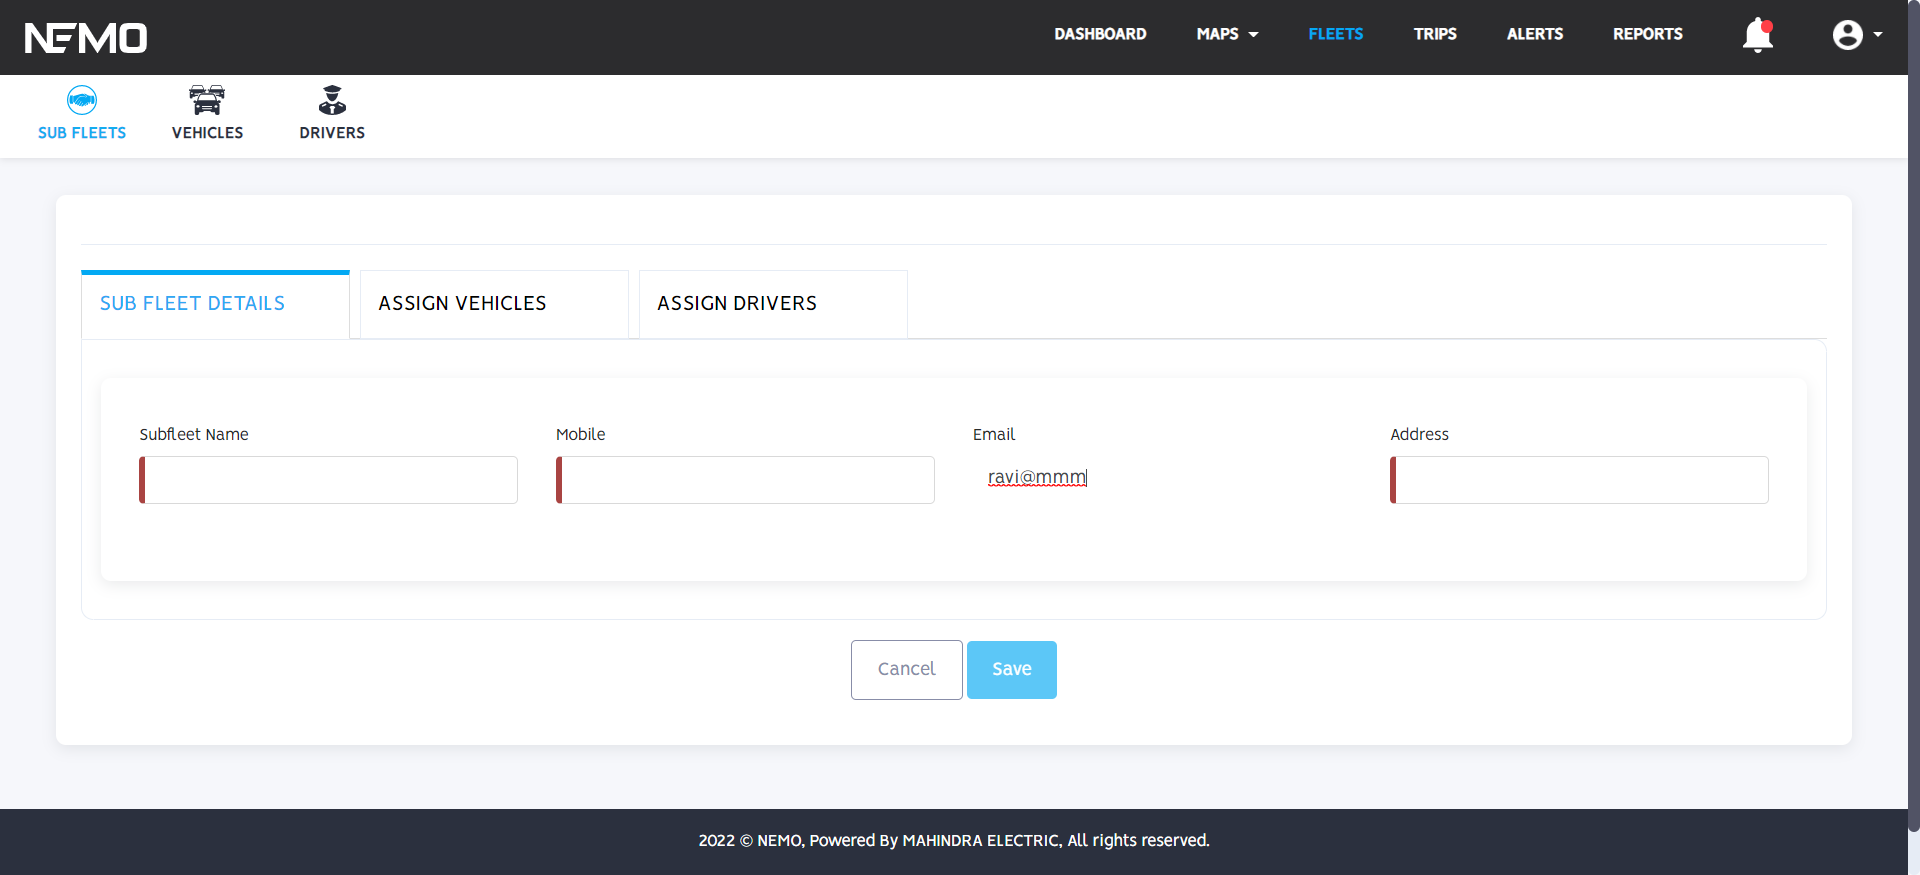 NEMO
DASHBOARD MAPS FLEETS TRIPS ALERTS REPORTS
SUB FLEETS VEHICLES DRIVERS
SUB FLEET DETAILS ASSIGN VEHICLES ASSIGN DRIVERS
Subfleet Name Mobile Email Address
ravi@mmm
Cancel Save
2022 © NEMO, Powered By MAHINDRA ELECTRIC, All rights reserved.